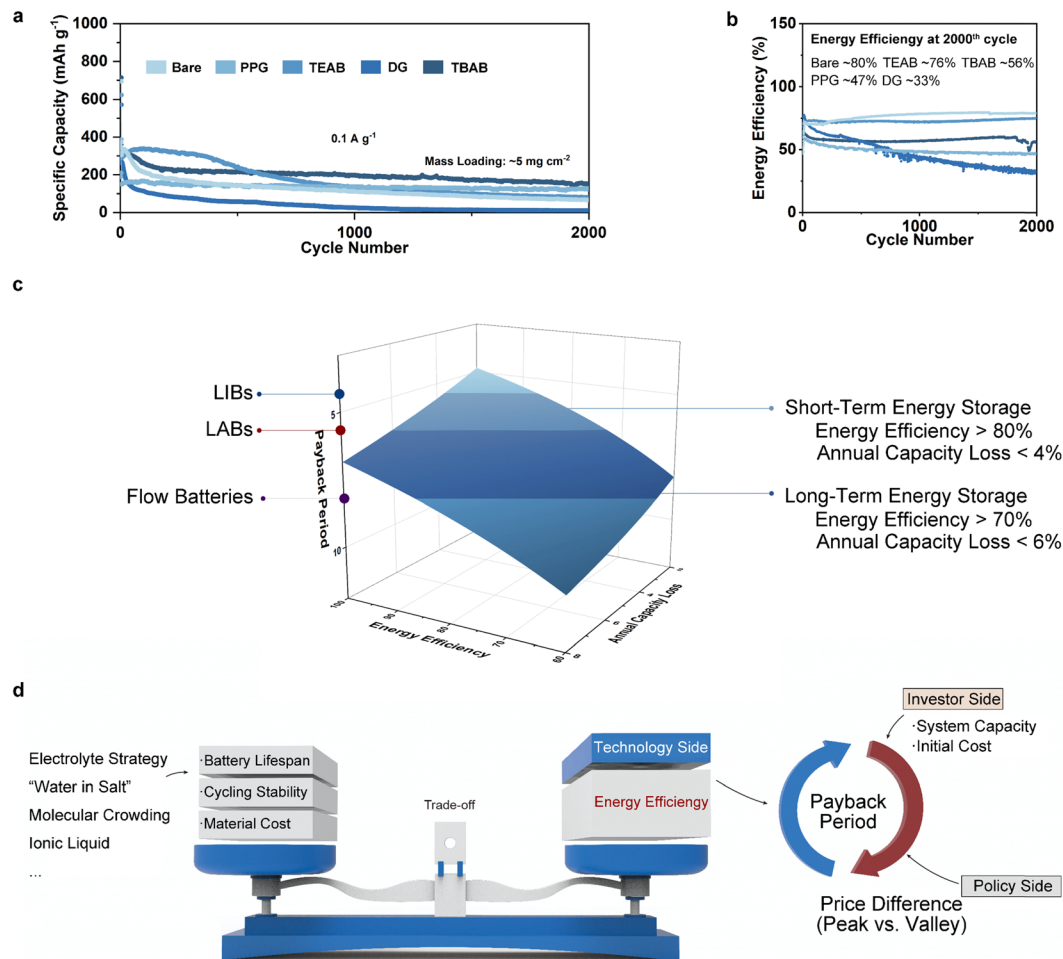 a
Specific Capacity (mAh g⁻¹)
1000
800
600
400
200
0
Bare PPG TEAB DG TBAB
0.1 A g⁻¹
Mass Loading: ~5 mg cm⁻²
0 1000 2000
Cycle Number
b
Energy Efficiency (%)
150
100
50
0
Energy Efficiengy at 2000ᵗʰ cycle
Bare ~80% TEAB ~76% TBAB ~56%
PPG ~47% DG ~33%
0 1000 2000
Cycle Number
c
LIBs
LABs
Flow Batteries
5
10
Payback Period
100
90
80
70
60
Energy Efficiency
8
6
4
Annual Capacity Loss
Short-Term Energy Storage
Energy Efficiency > 80%
Annual Capacity Loss < 4%
Long-Term Energy Storage
Energy Efficiency > 70%
Annual Capacity Loss < 6%
d
Electrolyte Strategy
“Water in Salt”
Molecular Crowding
Ionic Liquid
...
·Battery Lifespan
·Cycling Stability
·Material Cost
Trade-off
Technology Side
Energy Efficiengy
Investor Side
·System Capacity
·Initial Cost
Payback
Period
Policy Side
Price Difference
(Peak vs. Valley)